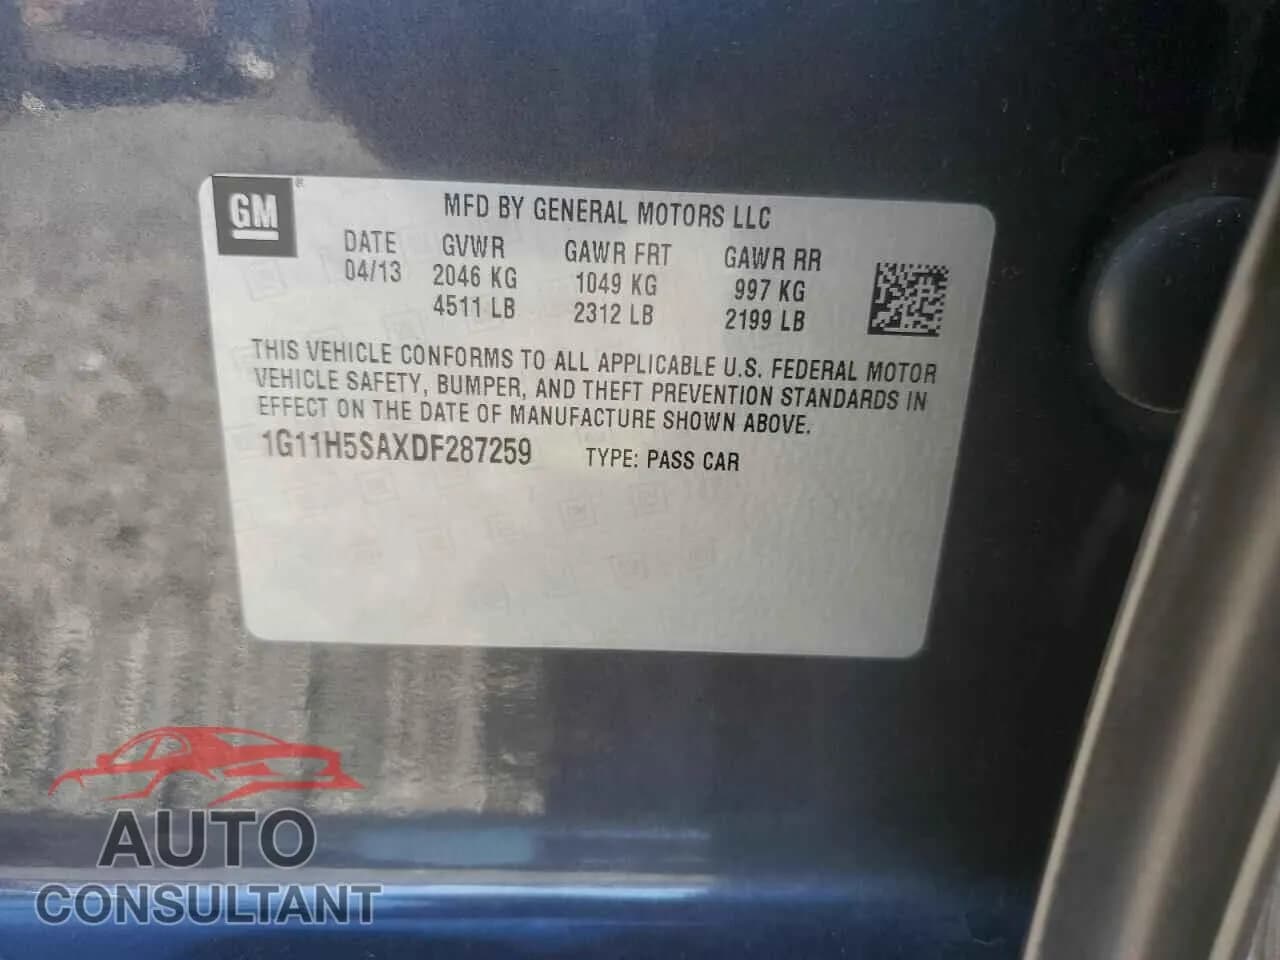 GM
MFD BY GENERAL MOTORS LLC
DATE GVWR GAWR FRT GAWR RR
04/13 2046 KG 1049 KG 997 KG
4511 LB 2312 LB 2199 LB
THIS VEHICLE CONFORMS TO ALL APPLICABLE U.S. FEDERAL MOTOR
VEHICLE SAFETY, BUMPER, AND THEFT PREVENTION STANDARDS IN
EFFECT ON THE DATE OF MANUFACTURE SHOWN ABOVE.
1G11H5SAXDF287259 TYPE: PASS CAR
AUTO
CONSULTANT